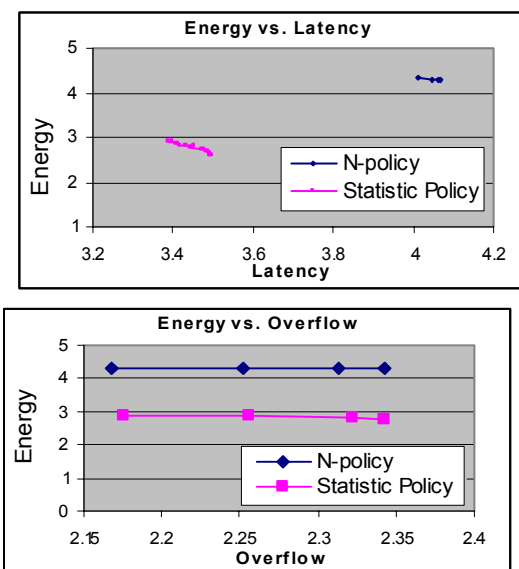 Energy vs. Latency
5
4
3
2
1
Energy
N-policy
Statistic Policy
3.2 3.4 3.6 3.8 4 4.2
Latency
Energy vs. Overflow
5
4
3
2
1
0
Energy
N-policy
Statistic Policy
2.15 2.2 2.25 2.3 2.35 2.4
Overflow